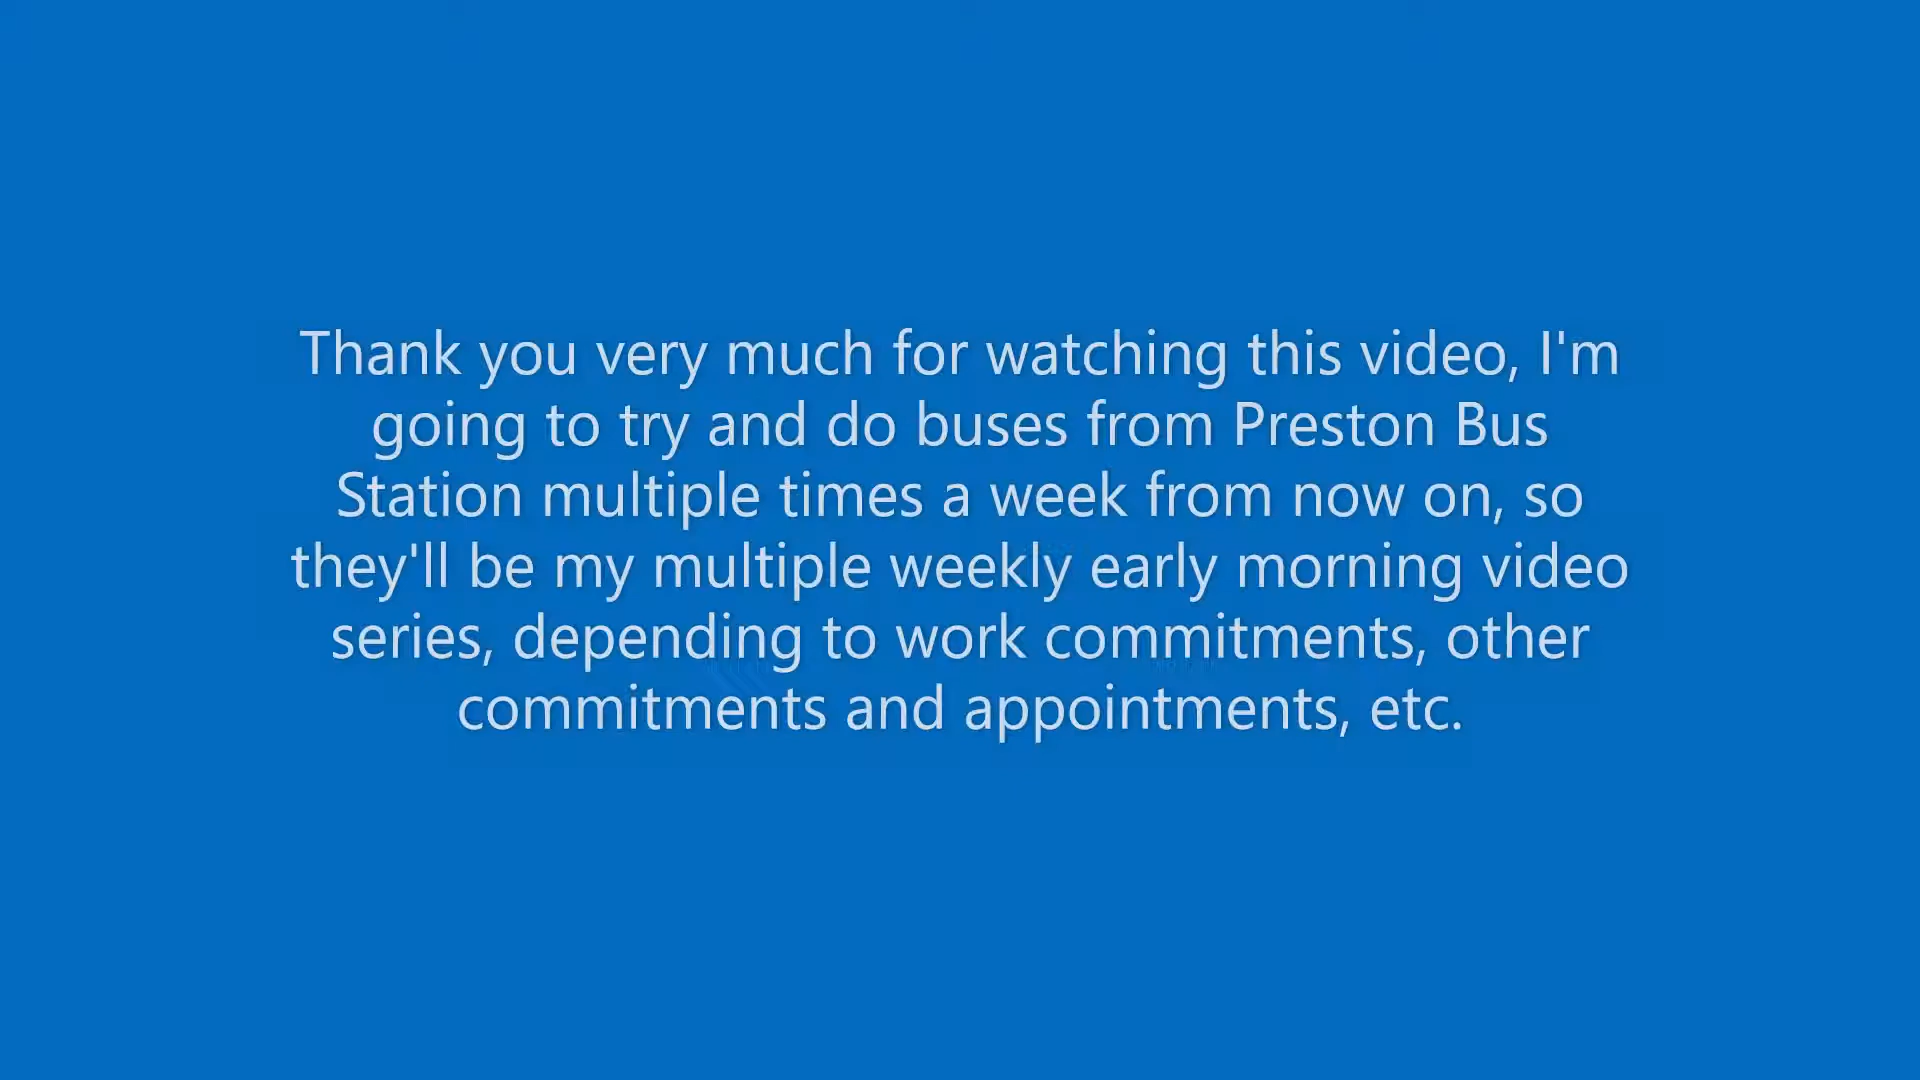 Thank you very much for watching this video, I'm
going to try and do buses from Preston Bus
Station multiple times a week from now on, so
they'll be my multiple weekly early morning video
series, depending to work commitments, other
commitments and appointments, etc.